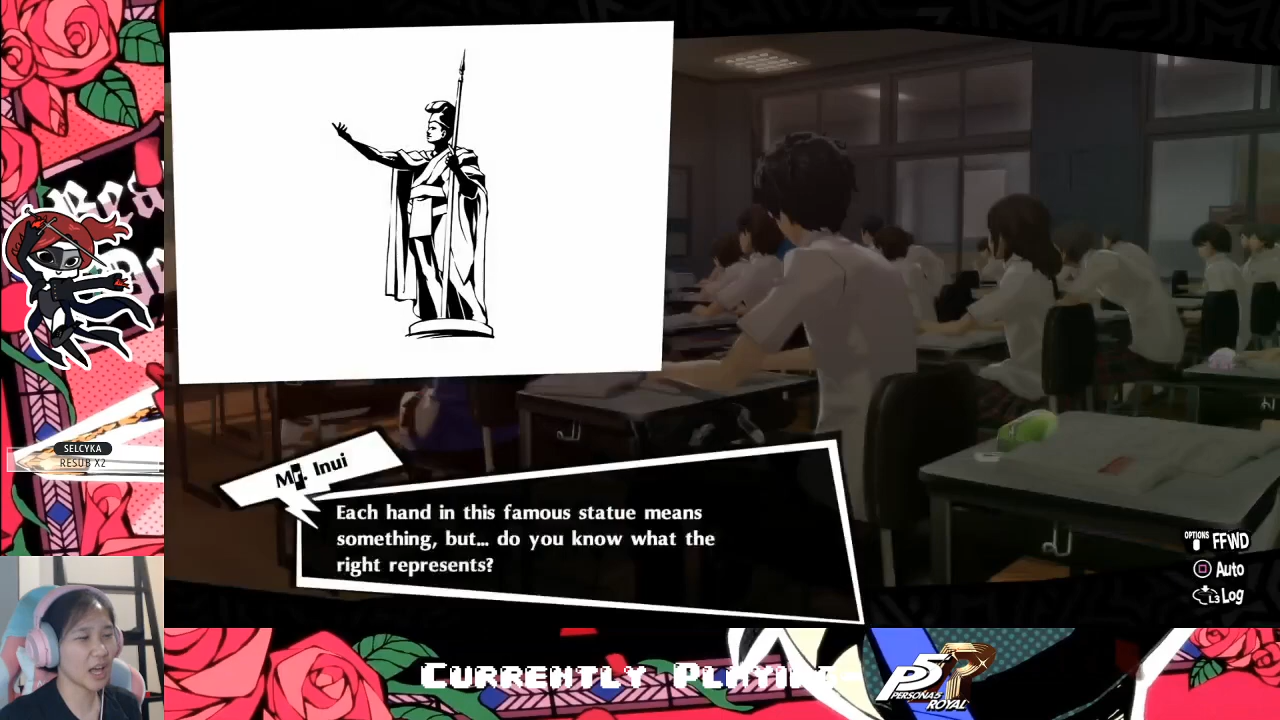 Mr. Inui
Each hand in this famous statue means
something, but... do you know what the
right represents?
OPTIONS FFWD
Auto
L3 Log
SELCYKA
RESUB X2
CURRENTLY PLAYING
P5R
PERSONA5
ROYAL